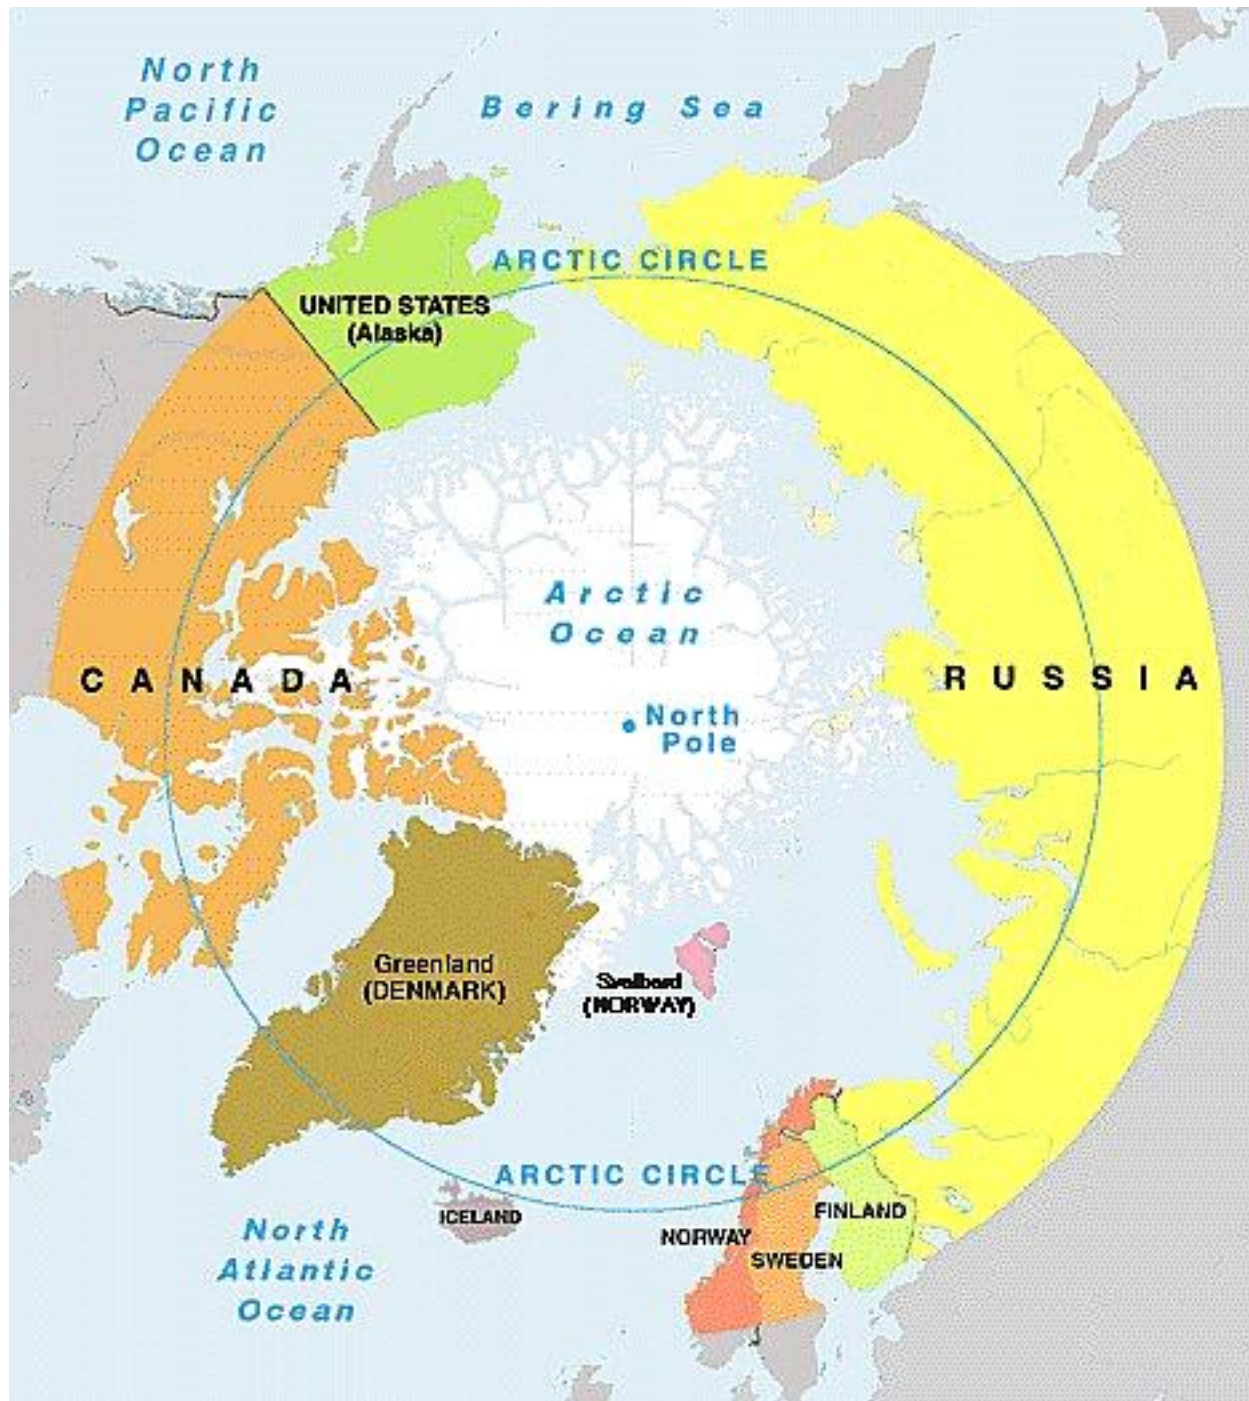 North
Pacific
Ocean
Bering Sea
ARCTIC CIRCLE
UNITED STATES
(Alaska)
Arctic
Ocean
CANADA
RUSSIA
North
Pole
Greenland
(DENMARK)
Svalbard
(NORWAY)
ARCTIC CIRCLE
ICELAND
FINLAND
NORWAY
SWEDEN
North
Atlantic
Ocean